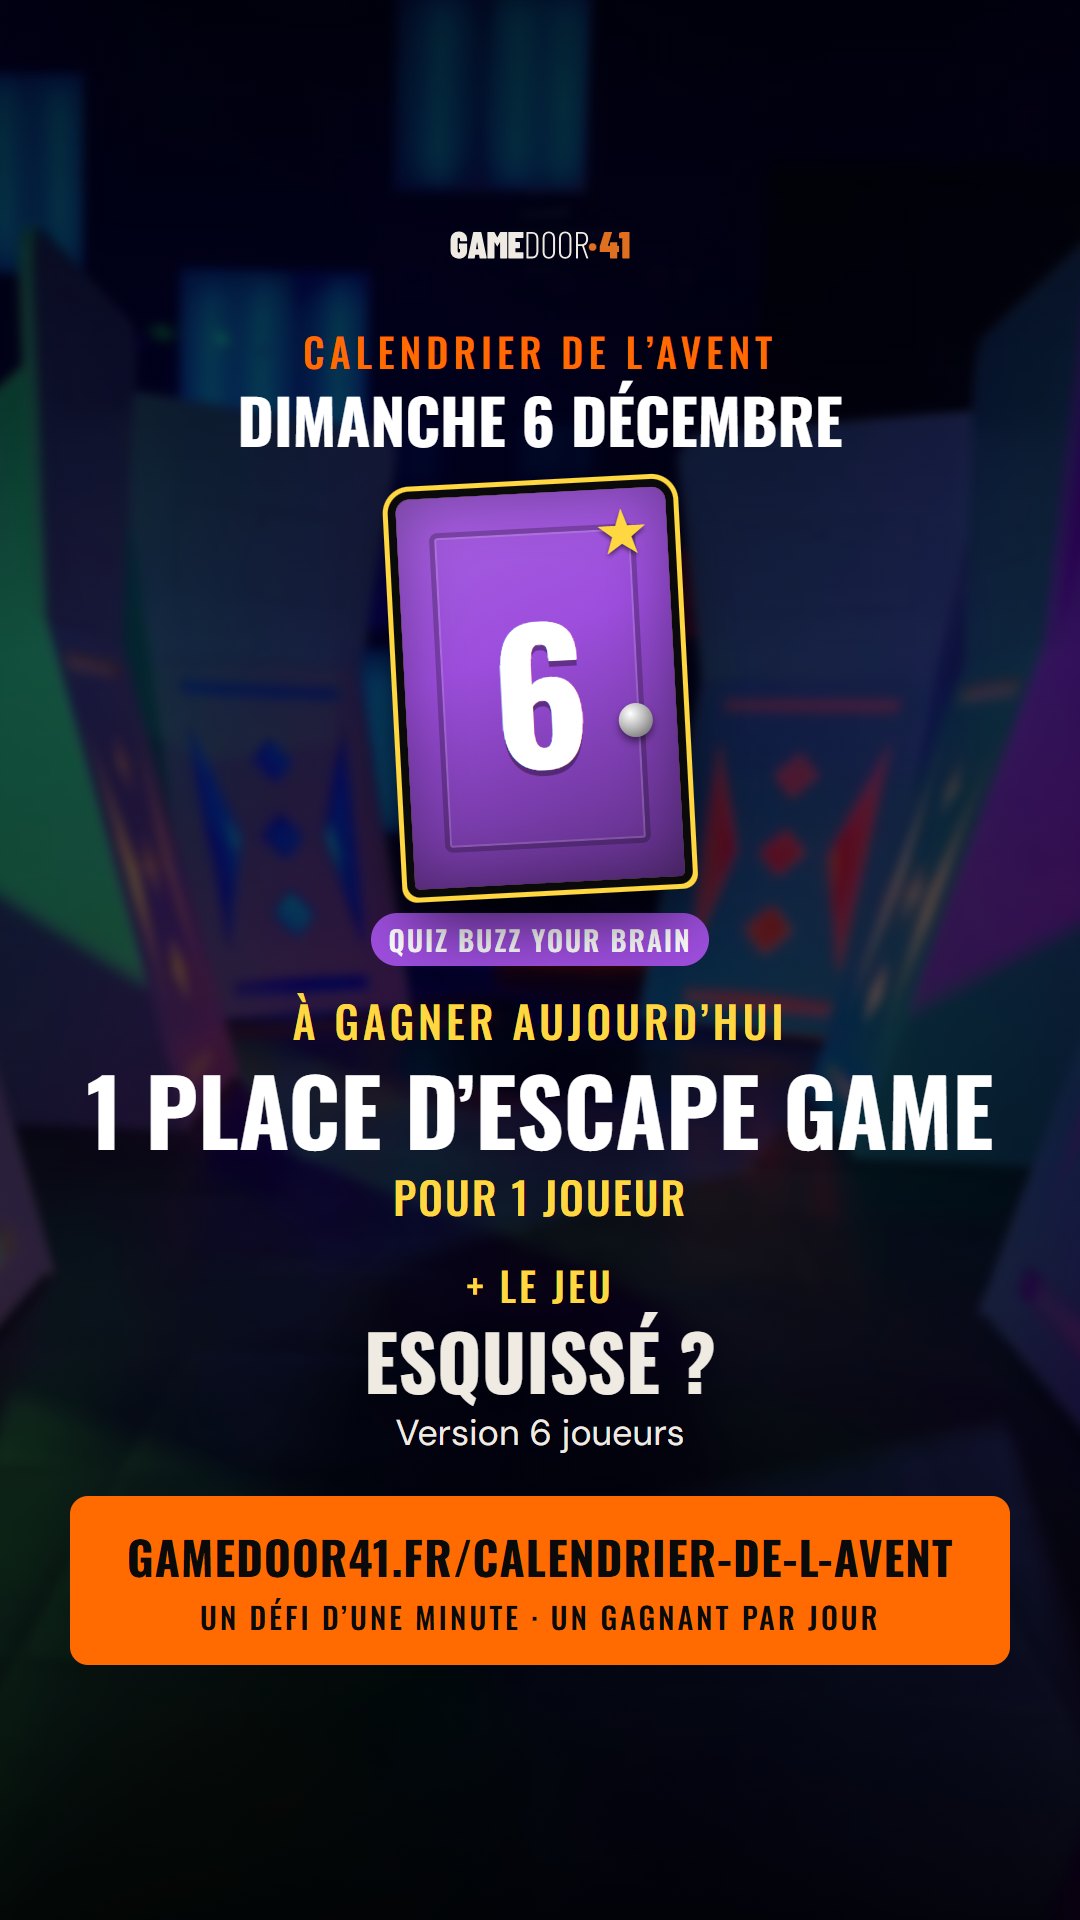 GAMEDOOR·41
CALENDRIER DE L’AVENT
DIMANCHE 6 DÉCEMBRE
6
QUIZ BUZZ YOUR BRAIN
À GAGNER AUJOURD’HUI
1 PLACE D’ESCAPE GAME
POUR 1 JOUEUR
+ LE JEU
ESQUISSÉ ?
Version 6 joueurs
GAMEDOOR41.FR/CALENDRIER-DE-L-AVENT
UN DÉFI D’UNE MINUTE · UN GAGNANT PAR JOUR